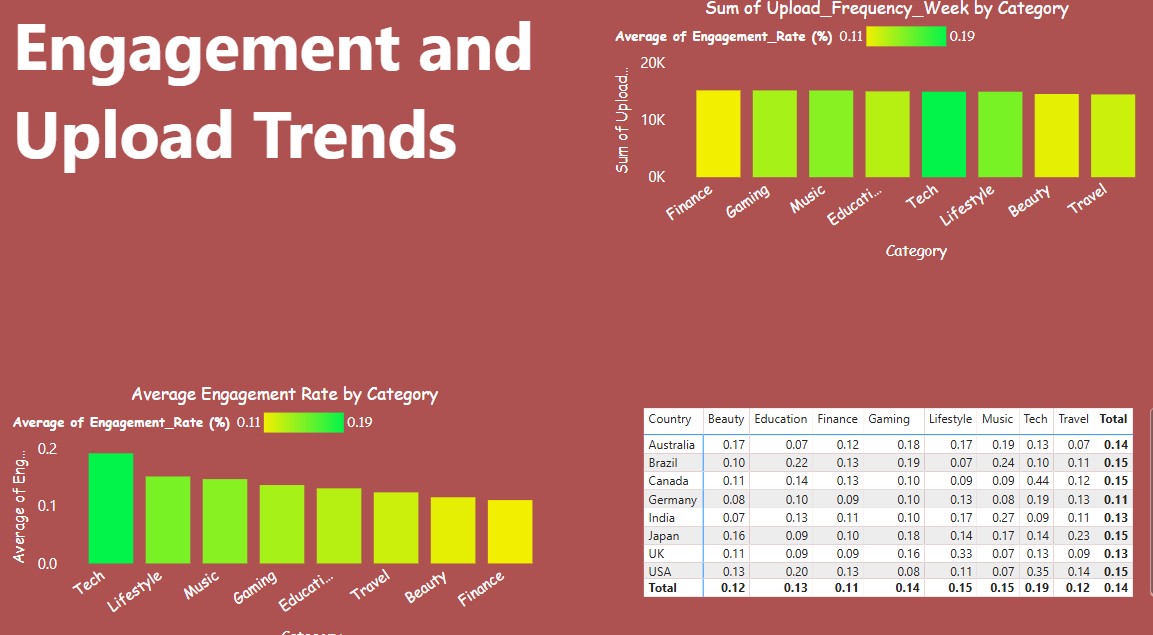 Engagement and
Upload Trends
Sum of Upload_Frequency_Week by Category
Average of Engagement_Rate (%) 0.11 0.19
Sum of Upload...
20K
10K
0K
Finance Gaming Music Educati... Tech Lifestyle Beauty Travel
Category
Average Engagement Rate by Category
Average of Engagement_Rate (%) 0.11 0.19
Average of Eng...
0.2
0.1
0.0
Tech Lifestyle Music Gaming Educati... Travel Beauty Finance
Category
Country Beauty Education Finance Gaming Lifestyle Music Tech Travel Total
Australia 0.17 0.07 0.12 0.18 0.17 0.19 0.13 0.07 0.14
Brazil 0.10 0.22 0.13 0.19 0.07 0.24 0.10 0.11 0.15
Canada 0.11 0.14 0.13 0.10 0.09 0.09 0.44 0.12 0.15
Germany 0.08 0.10 0.09 0.10 0.13 0.08 0.19 0.13 0.11
India 0.07 0.13 0.11 0.10 0.17 0.27 0.09 0.11 0.13
Japan 0.16 0.09 0.10 0.18 0.14 0.17 0.14 0.23 0.15
UK 0.11 0.09 0.09 0.16 0.33 0.07 0.13 0.09 0.13
USA 0.13 0.20 0.13 0.08 0.11 0.07 0.35 0.14 0.15
Total 0.12 0.13 0.11 0.14 0.15 0.15 0.19 0.12 0.14